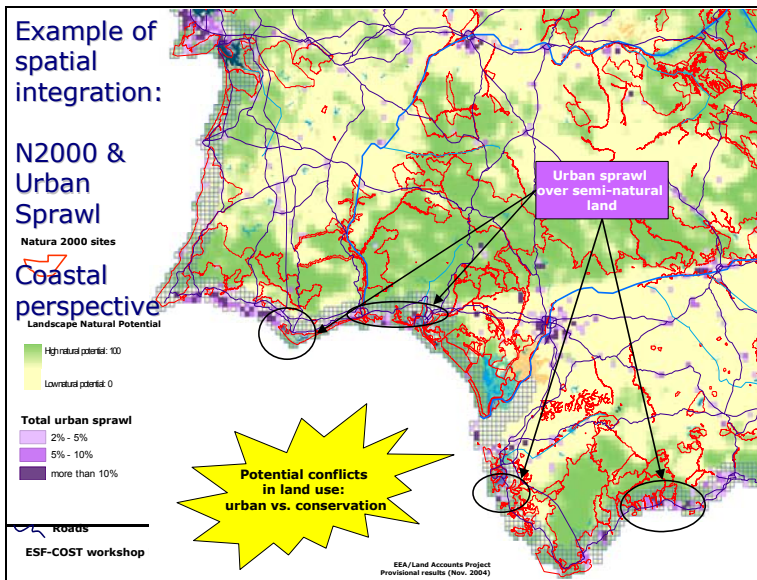 Example of
spatial
integration:
N2000 &
Urban
Sprawl
Natura 2000 sites
Coastal
perspective
Landscape Natural Potential
High natural potential: 100
Low natural potential: 0
Total urban sprawl
2% - 5%
5% - 10%
more than 10%
Roads
ESF-COST workshop
Urban sprawl
over semi-natural
land
Potential conflicts
in land use:
urban vs. conservation
EEA/Land Accounts Project
Provisional results (Nov. 2004)